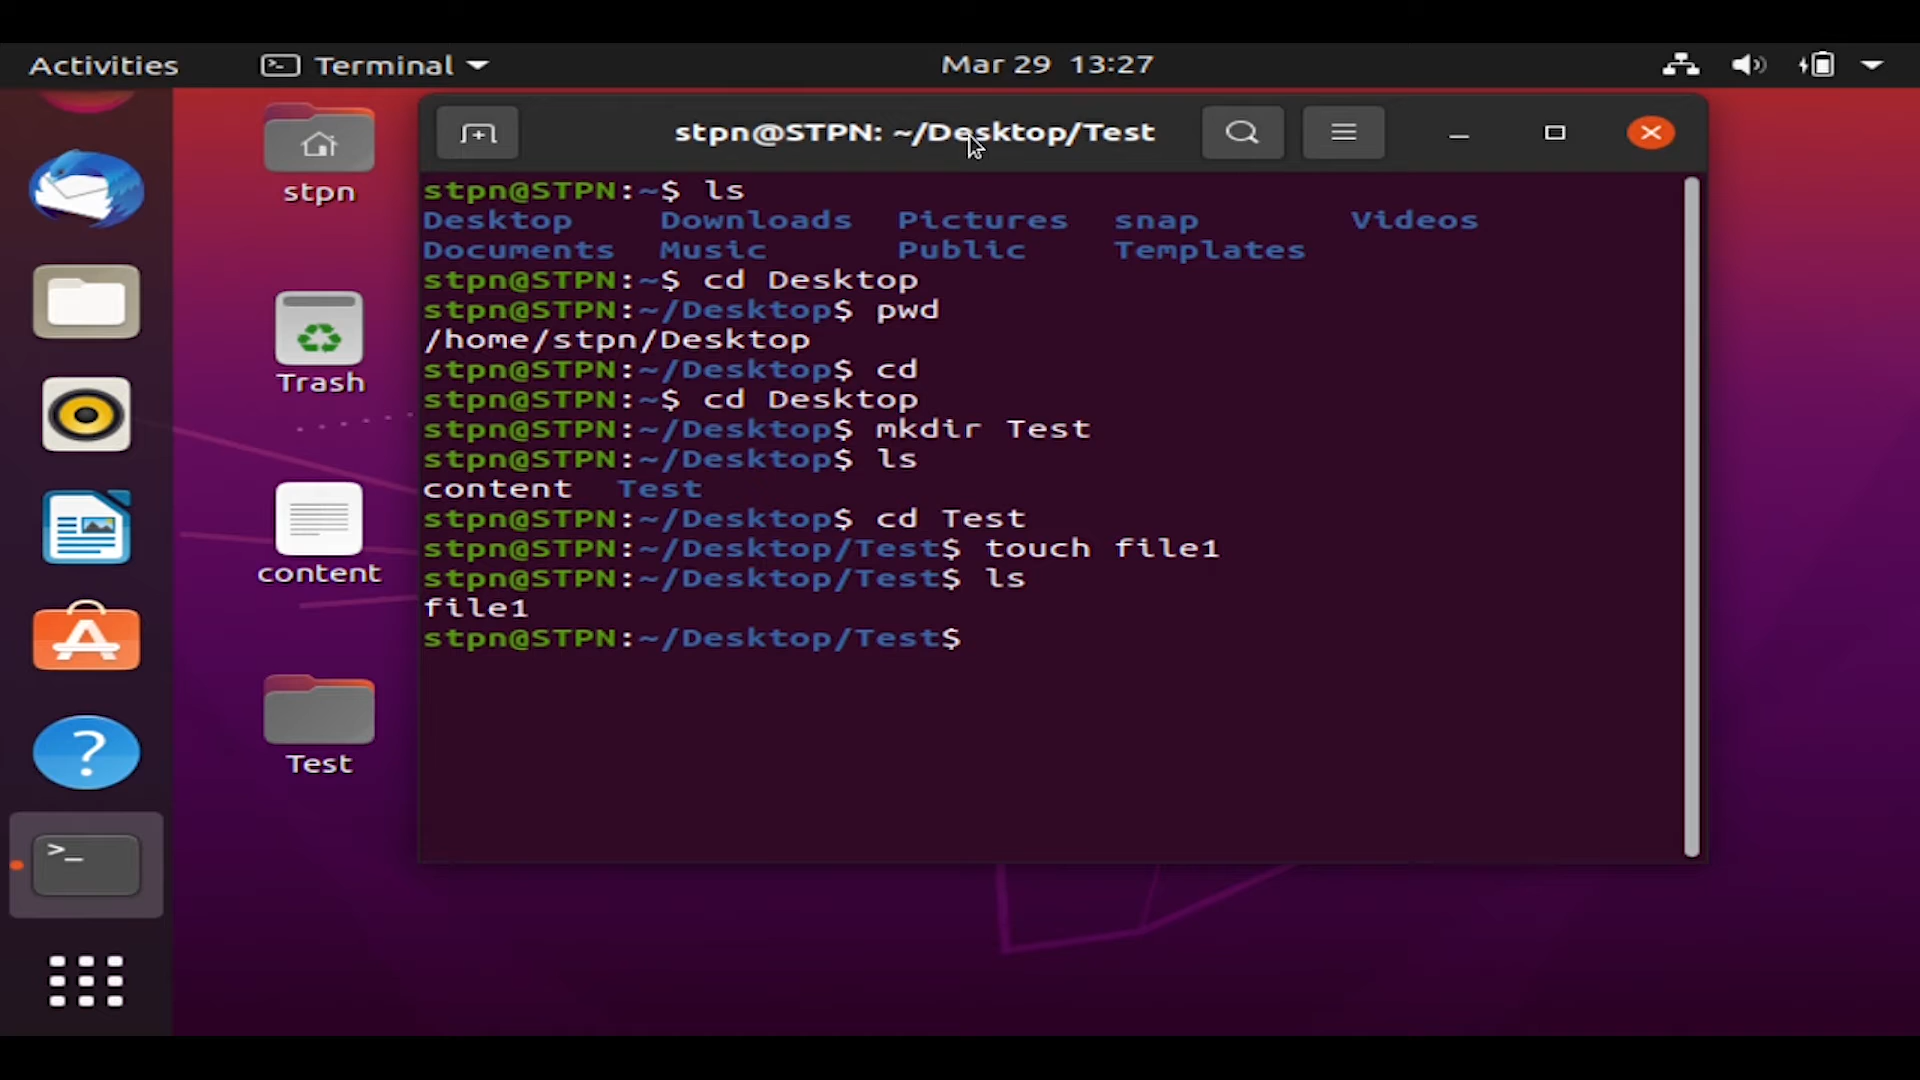 Activities Terminal Mar 29 13:27
stpn@STPN: ~/Desktop/Test
stpn
Trash
content
Test
stpn@STPN:~$ ls
Desktop Downloads Pictures snap Videos
Documents Music Public Templates
stpn@STPN:~$ cd Desktop
stpn@STPN:~/Desktop$ pwd
/home/stpn/Desktop
stpn@STPN:~/Desktop$ cd
stpn@STPN:~$ cd Desktop
stpn@STPN:~/Desktop$ mkdir Test
stpn@STPN:~/Desktop$ ls
content Test
stpn@STPN:~/Desktop$ cd Test
stpn@STPN:~/Desktop/Test$ touch file1
stpn@STPN:~/Desktop/Test$ ls
file1
stpn@STPN:~/Desktop/Test$